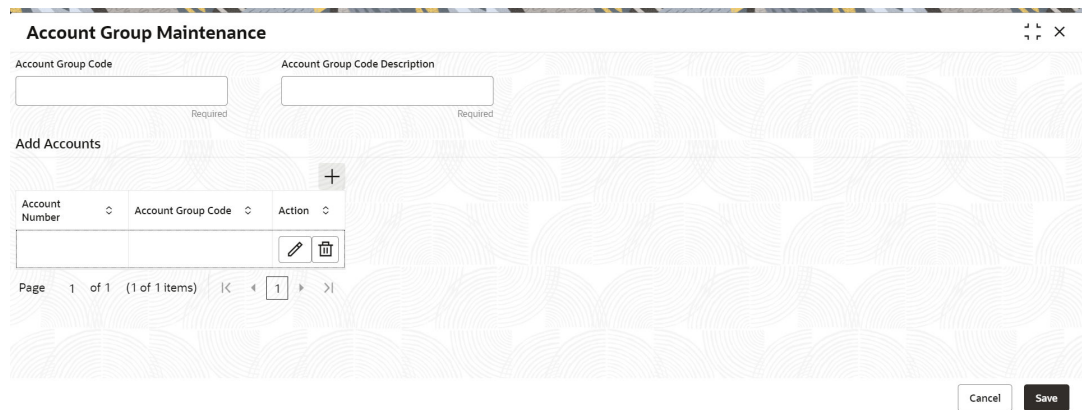 Account Group Maintenance
Account Group Code Account Group Code Description
Required Required
Add Accounts
Account Number Account Group Code Action
Page 1 of 1 (1 of 1 items) 1
Cancel Save